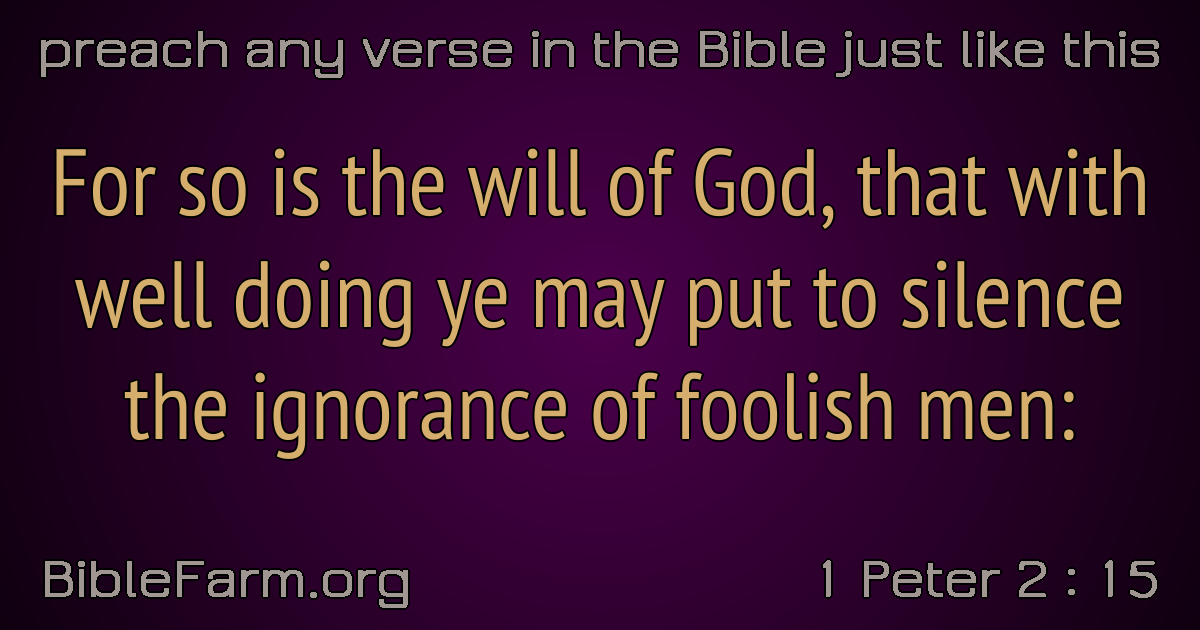 preach any verse in the Bible just like this
For so is the will of God, that with
well doing ye may put to silence
the ignorance of foolish men:
BibleFarm.org
1 Peter 2 : 15